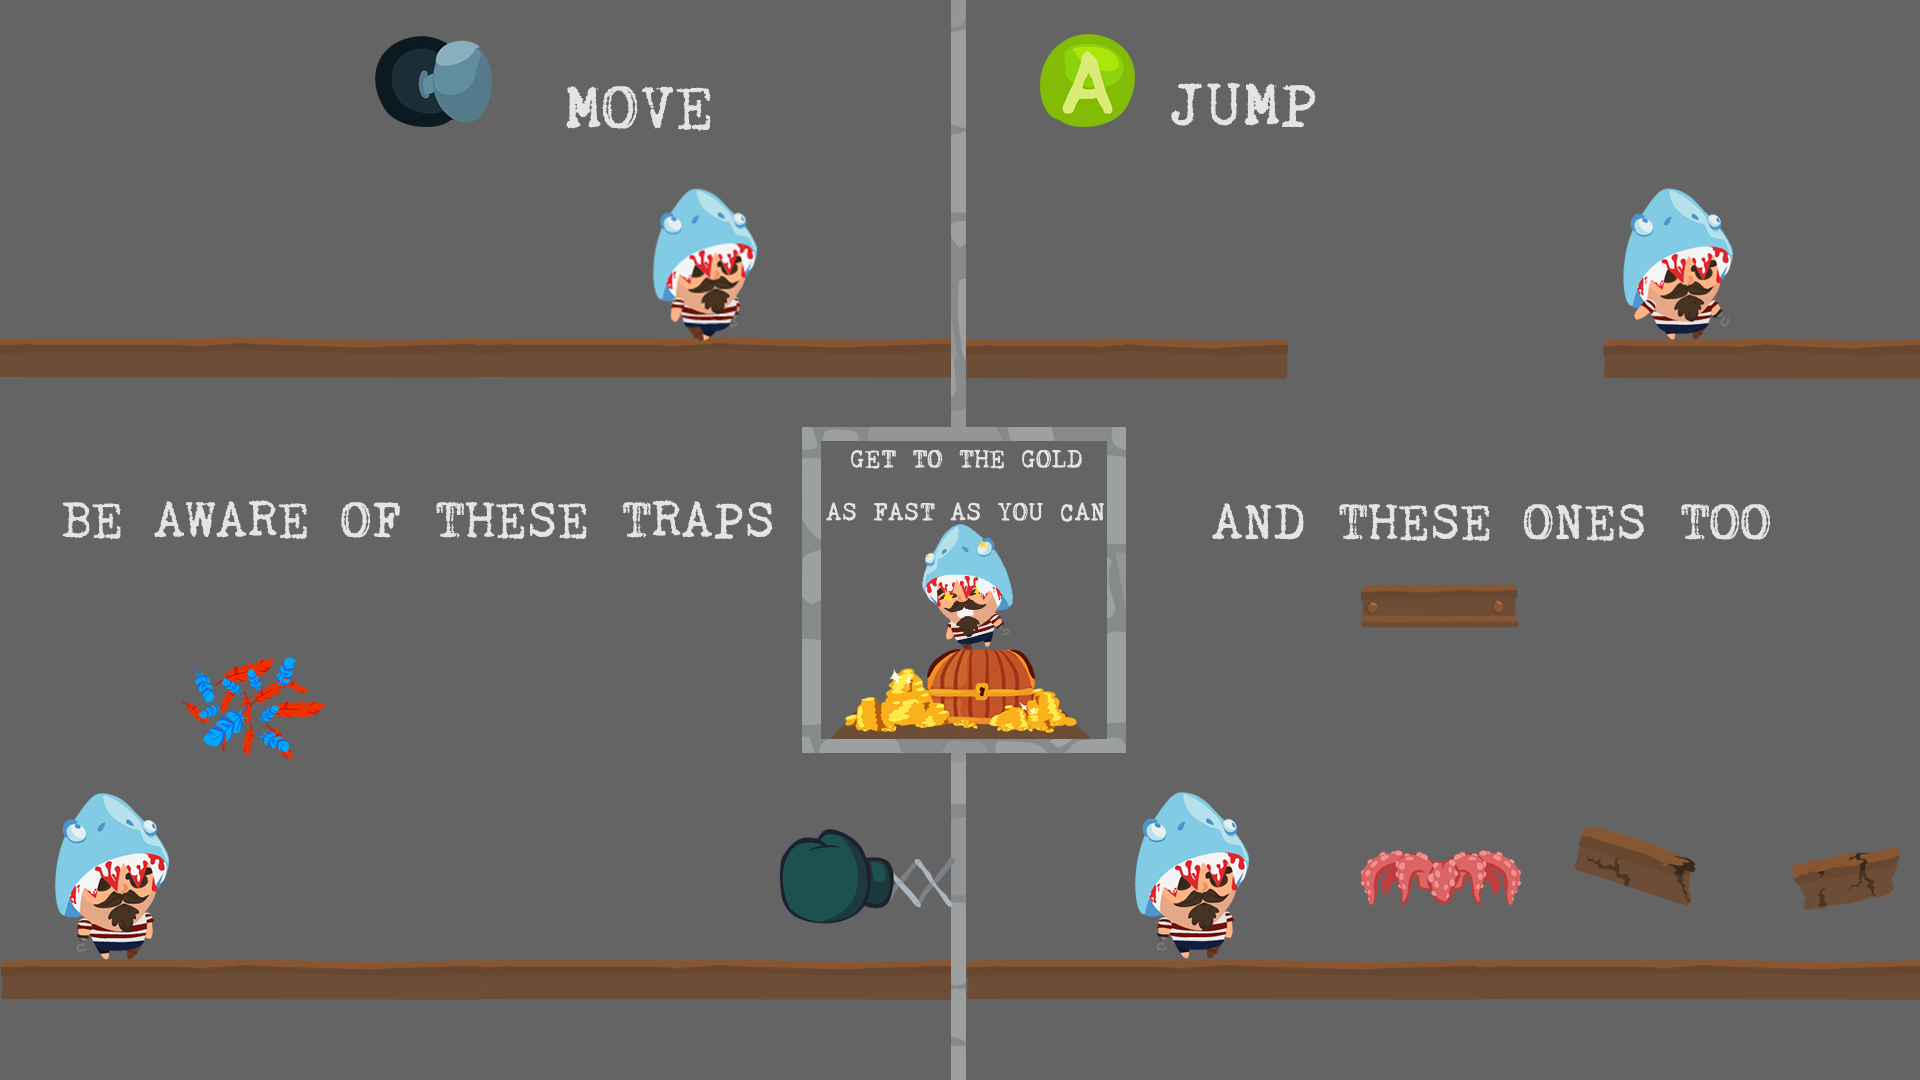 MOVE
A
JUMP
GET TO THE GOLD
AS FAST AS YOU CAN
BE AWARE OF THESE TRAPS
AND THESE ONES TOO